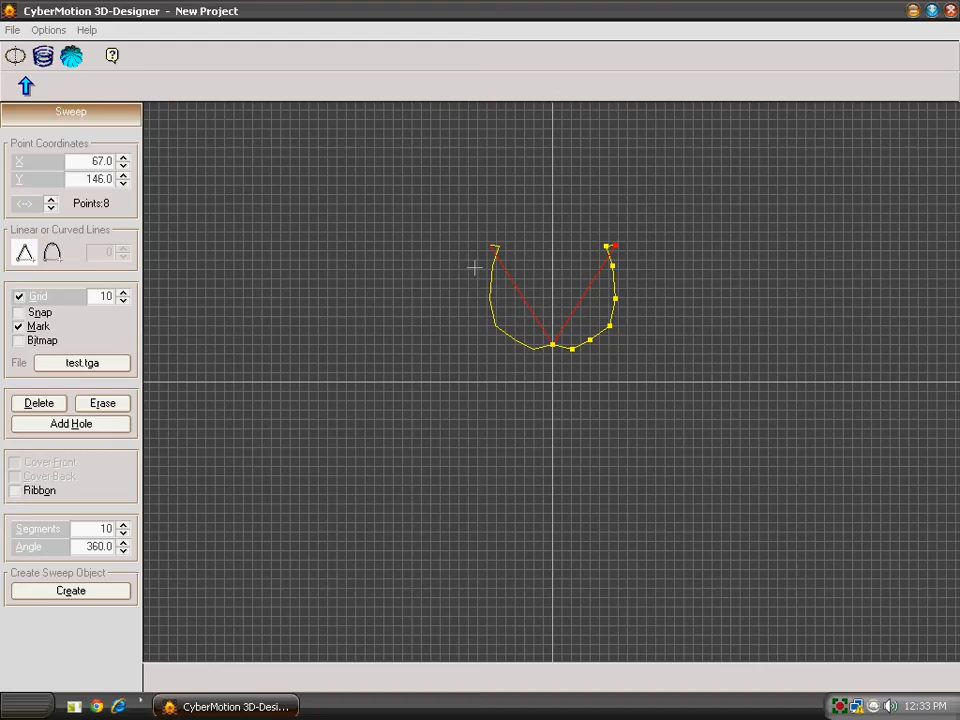 CyberMotion 3D-Designer - New Project
File Options Help
Sweep
Point Coordinates
X 67.0
Y 146.0
<-> Points:8
Linear or Curved Lines
0
Grid 10
Snap
Mark
Bitmap
File test.tga
Delete Erase
Add Hole
Cover-Front
Cover-Back
Ribbon
Segments 10
Angle 360.0
Create Sweep Object
Create
CyberMotion 3D-Desi... 12:33 PM